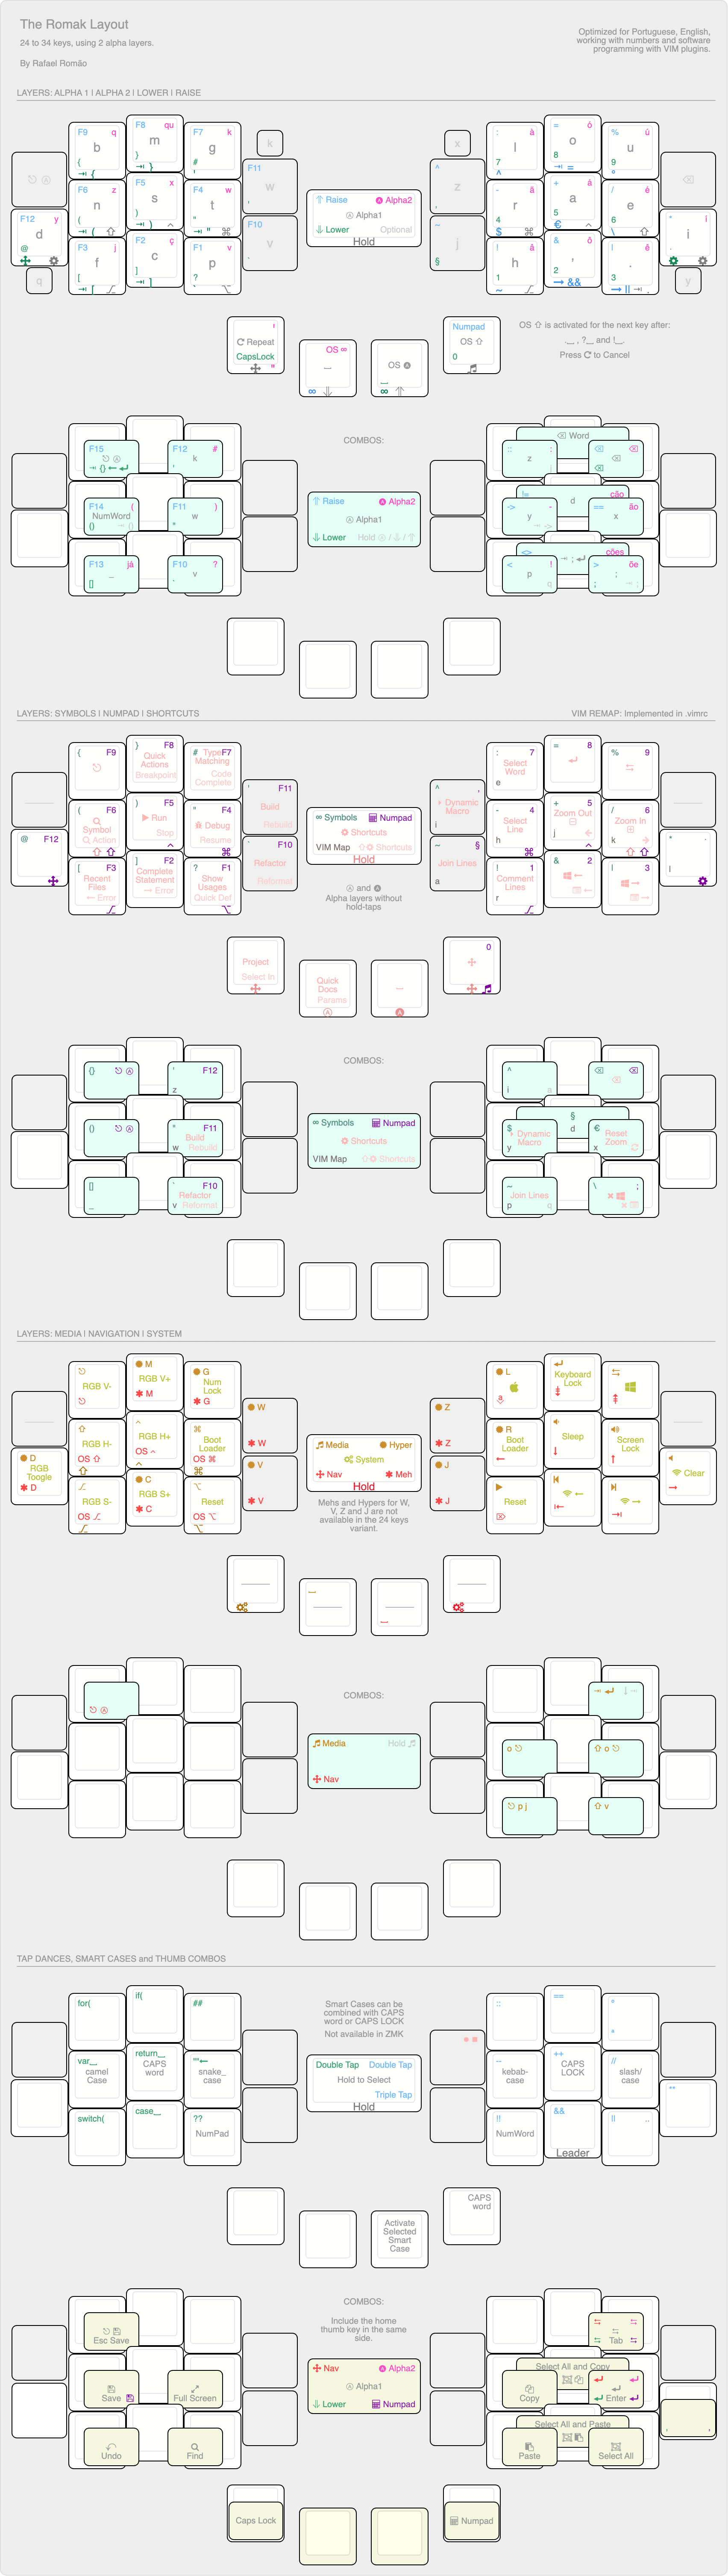 The Romak Layout
24 to 34 keys, using 2 alpha layers.
By Rafael Romão
Optimized for Portuguese, English,
working with numbers and software
programming with VIM plugins.
LAYERS: ALPHA 1 | ALPHA 2 | LOWER | RAISE
F9 q
b
{
F8 qu
m
}
F7 k
g
#
k
F11
w
'
F6 z
n
(
F5 x
s
)
F4 w
t
"
F10
v
F12 y
d
@
F3 j
f
[
F2 ç
c
]
F1 v
p
?
q
Raise Alpha2
Alpha1
Lower Optional
Hold
x
^
z
: à
l
7
= ó
o
8
% ú
u
9
- ã
r
4 $
+ á
a
5 €
/ é
e
6 \
j
§
! â
h
1 ~
& ô
,
2 &&
| ê
.
3 ||
i
y
Repeat
CapsLock
OS ∞
∞
OS
∞
Numpad
OS
0
OS ⇧ is activated for the next key after:
.__ , ?__ and !__.
Press to Cancel
COMBOS:
F15
{}
F12 #
k
F14 (
NumWord
()
F11 )
w
F13 já
_
[]
F10 ?
v
Raise Alpha2
Alpha1
Lower Hold / /
Word
:: :
z
!= d ção
-> -
y
== ão
x
<> ; ções
< !
p q
> õe
;
LAYERS: SYMBOLS | NUMPAD | SHORTCUTS
VIM REMAP: Implemented in .vimrc
{ F9
} F8
Quick
Actions
Breakpoint
# Type F7
Matching
Code
Complete
( F6
Symbol
Action
) F5
Run
Stop
" F4
Debug
Resume
' F11
Build
Rebuild
@ F12
[ F3
Recent
Files
Error
] F2
Complete
Statement
Error
? F1
Show
Usages
Quick Def
F10
Refactor
Reformat
∞ Symbols Numpad
Shortcuts
VIM Map Shortcuts
Hold
and
Alpha layers without
hold-taps
^ ,
Dynamic
Macro
i
: 7
Select
Word
e
= 8
% 9
- 4
Select
Line
h
+ 5
Zoom Out
j
/ 6
Zoom In
k
~ §
Join Lines
a
! 1
Comment
Lines
r
& 2
| 3
Project
Select In
Quick
Docs
Params
0
COMBOS:
{}
' F12
z
()
" F11
Build
w Rebuild
[]
_
F10
Refactor
v Reformat
∞ Symbols Numpad
Shortcuts
VIM Map Shortcuts
^
i
§
d
$
Dynamic
Macro
y
€
Reset
Zoom
x
~
Join Lines
p q
\ ;
LAYERS: MEDIA | NAVIGATION | SYSTEM
RGB V-
M
RGB V+
M
G
Num
Lock
G
W
W
RGB H-
OS
RGB H+
OS
Boot
Loader
OS
D
RGB
Toogle
D
RGB S-
OS
C
RGB S+
C
Reset
OS
V
V
Media Hyper
System
Nav Meh
Hold
Mehs and Hypers for W,
V, Z and J are not
available in the 24 keys
variant.
Z
Z
L
Keyboard
Lock
R
Boot
Loader
Sleep
Screen
Lock
J
J
Reset
Clear
COMBOS:
Media Hold
Nav
o
o
p j
v
TAP DANCES, SMART CASES and THUMB COMBOS
for(
if(
##
var__
camel
Case
return__
CAPS
word
snake_
case
switch(
case__
??
NumPad
Smart Cases can be
combined with CAPS
word or CAPS LOCK
Not available in ZMK
Double Tap Double Tap
Hold to Select
Triple Tap
Hold
::
==
--
kebab-
case
++
CAPS
LOCK
//
slash/
case
!!
NumWord
&&
Leader
|| ..
Activate
Selected
Smart
Case
CAPS
word
COMBOS:
Include the home
thumb key in the same
side.
Esc Save
Save
Full Screen
Undo
Find
Nav Alpha2
Alpha1
Lower Numpad
Tab
Select All and Copy
Copy
Enter
Select All and Paste
Paste
Select All
Caps Lock
Numpad